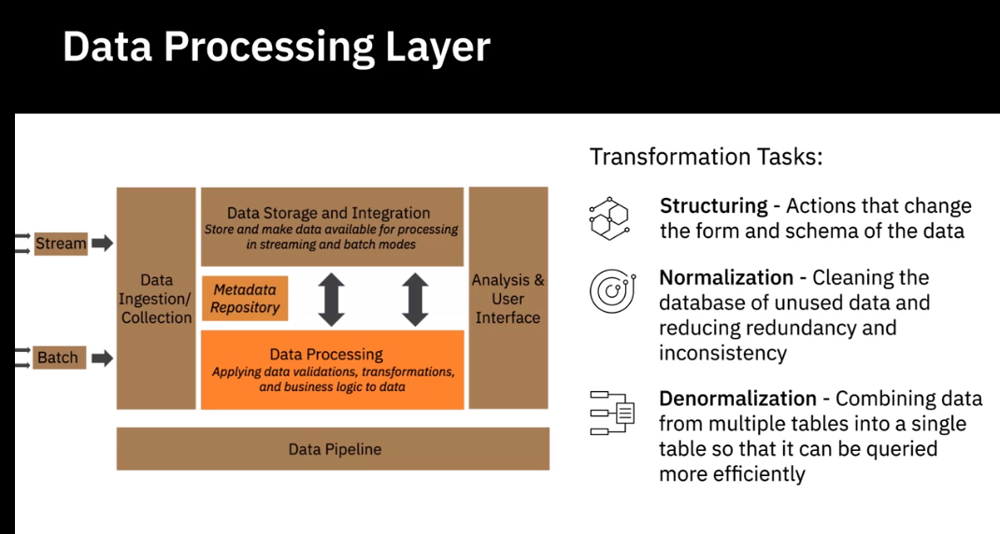 Data Processing Layer
Stream
Batch
Data
Ingestion/
Collection
Data Storage and Integration
Store and make data available for processing
in streaming and batch modes
Metadata
Repository
Data Processing
Applying data validations, transformations,
and business logic to data
Analysis &
User
Interface
Data Pipeline
Transformation Tasks:
Structuring - Actions that change
the form and schema of the data
Normalization - Cleaning the
database of unused data and
reducing redundancy and
inconsistency
Denormalization - Combining data
from multiple tables into a single
table so that it can be queried
more efficiently